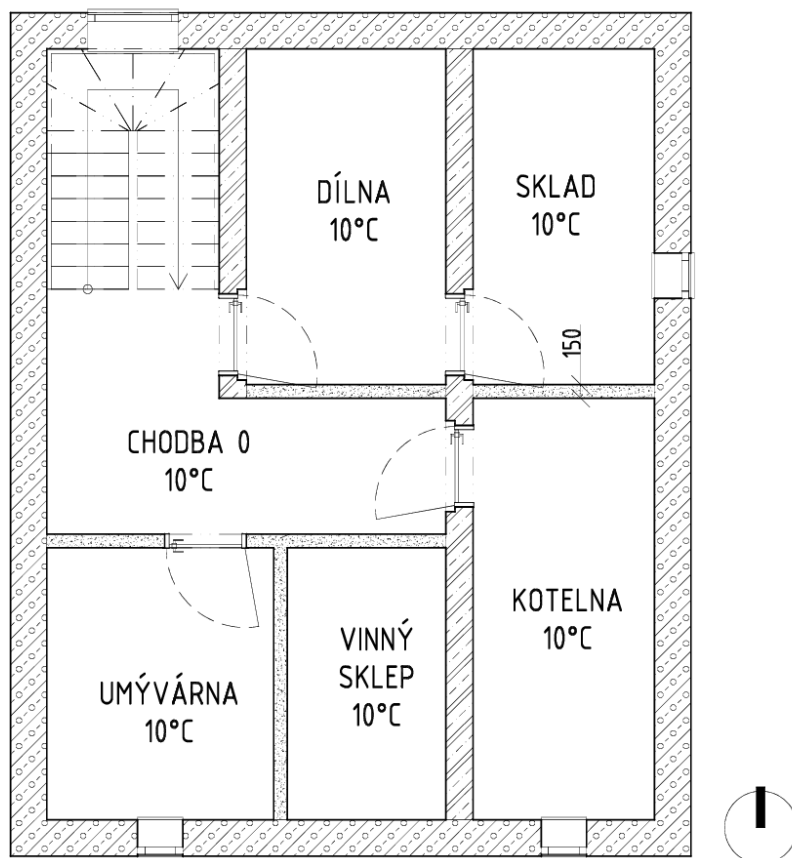 DÍLNA
10°C
SKLAD
10°C
150
CHODBA 0
10°C
KOTELNA
10°C
VINNÝ
SKLEP
10°C
UMÝVÁRNA
10°C